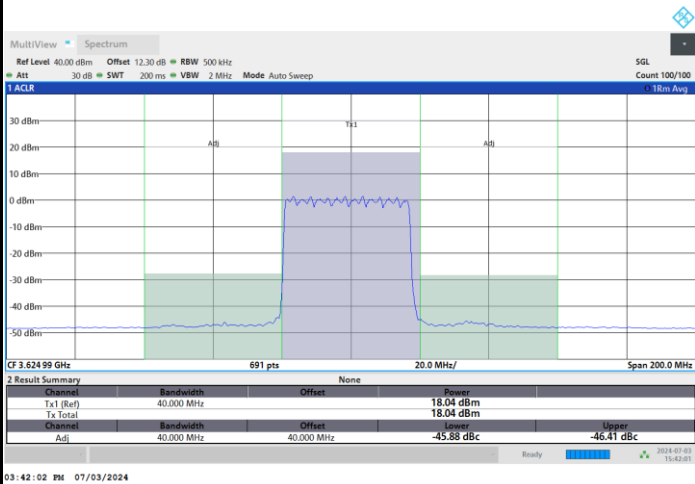 MultiView Spectrum
Ref Level 40.00 dBm Offset 12.30 dB RBW 500 kHz SGL
Att 30 dB SWT 200 ms VBW 2 MHz Mode Auto Sweep Count 100/100
1 ACLR 1Rm Avg
30 dBm
Tx1
20 dBm
Adj Adj
10 dBm
0 dBm
-10 dBm
-20 dBm
-30 dBm
-40 dBm
-50 dBm
CF 3.624 99 GHz 691 pts 20.0 MHz/ Span 200.0 MHz
2 Result Summary None
Channel Bandwidth Offset Power
Tx1 (Ref) 40.000 MHz 18.04 dBm
Tx Total 18.04 dBm
Channel Bandwidth Offset Lower Upper
Adj 40.000 MHz 40.000 MHz -45.88 dBc -46.41 dBc
Ready 2024-07-03
15:42:01
03:42:02 PM 07/03/2024